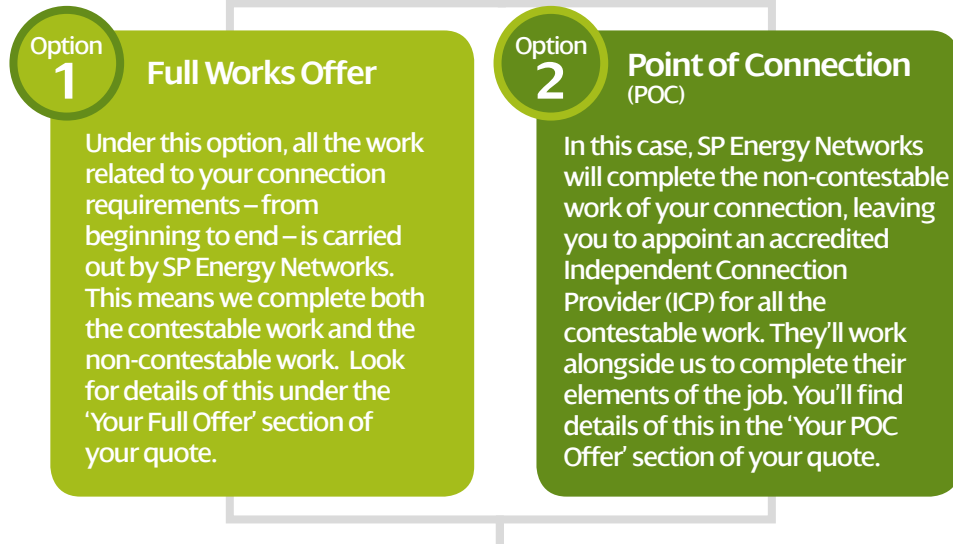 Option
1
Full Works Offer
Under this option, all the work
related to your connection
requirements – from
beginning to end – is carried
out by SP Energy Networks.
This means we complete both
the contestable work and the
non-contestable work.  Look
for details of this under the
‘Your Full Offer’ section of
your quote.
Option
2
Point of Connection
(POC)
In this case, SP Energy Networks
will complete the non-contestable
work of your connection, leaving
you to appoint an accredited
Independent Connection
Provider (ICP) for all the
contestable work. They’ll work
alongside us to complete their
elements of the job. You’ll find
details of this in the ‘Your POC
Offer’ section of your quote.